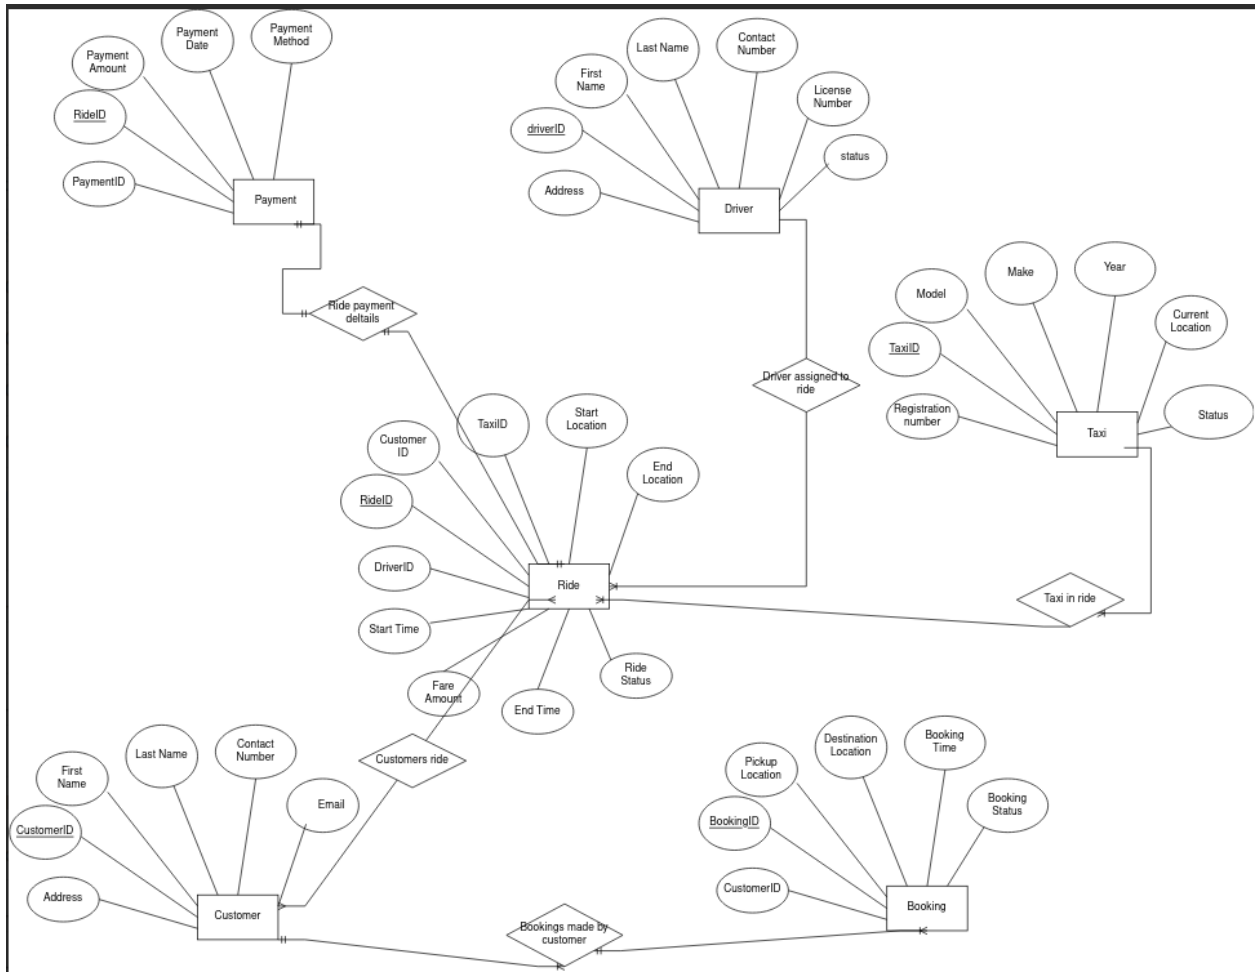 Payment
Date
Payment
Method
Payment
Amount
RideID
PaymentID
Payment
Last Name
Contact
Number
First
Name
License
Number
driverID
status
Address
Driver
Ride payment
deltails
Driver assigned to
ride
Make
Year
Model
Current
Location
TaxiID
Registration
number
Status
Taxi
TaxiID
Start
Location
Customer
ID
End
Location
RideID
DriverID
Ride
Start Time
Fare
Amount
End Time
Ride
Status
Taxi in ride
Customers ride
Last Name
Contact
Number
First
Name
Email
CustomerID
Address
Customer
Bookings made by
customer
Destination
Location
Booking
Time
Pickup
Location
Booking
Status
BookingID
CustomerID
Booking